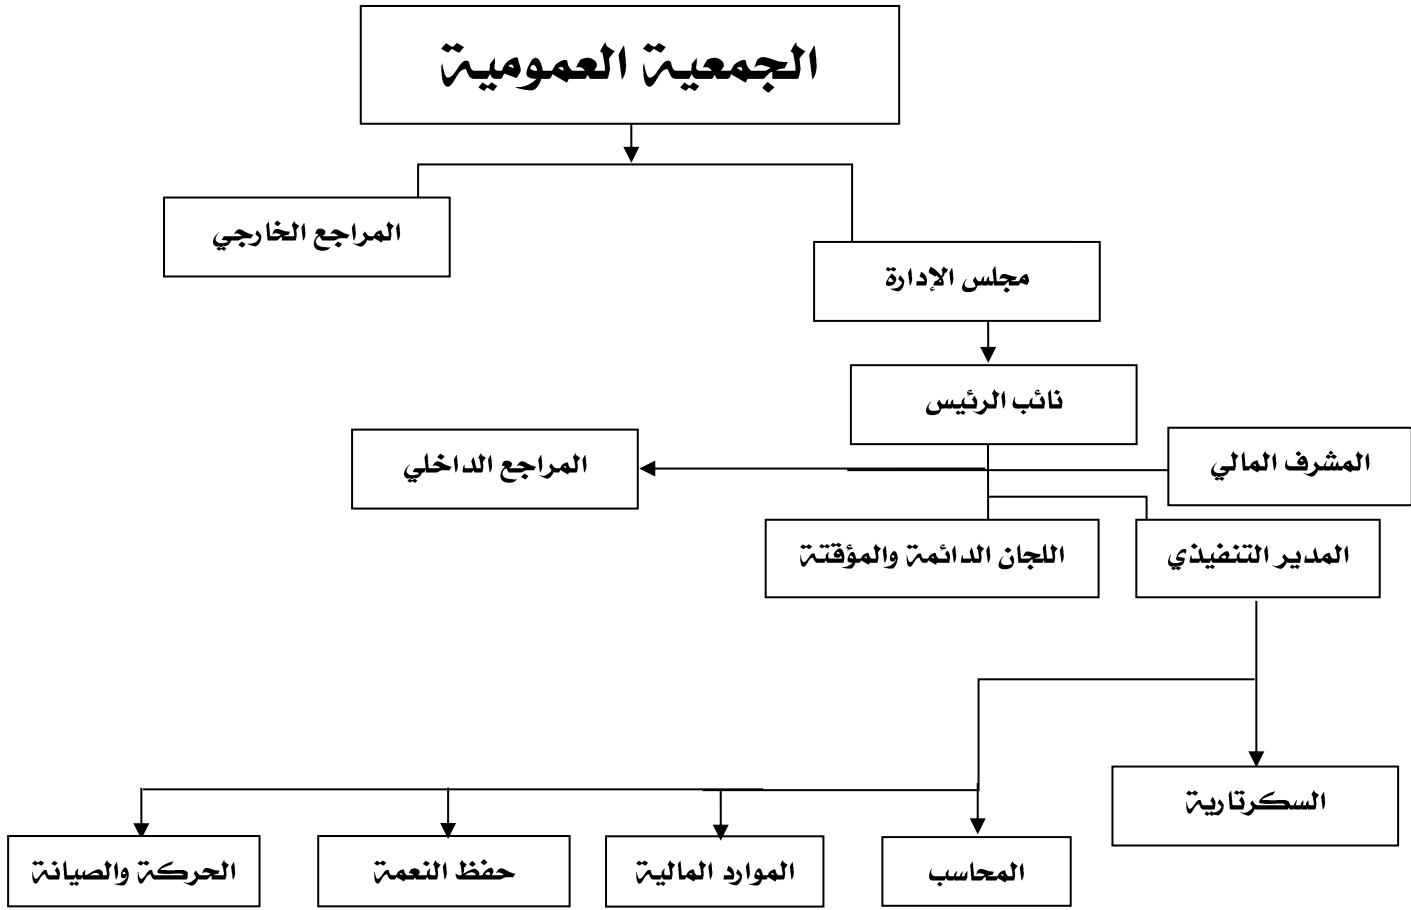 الجمعية العمومية
المراجع الخارجي
مجلس الإدارة
نائب الرئيس
المشرف المالي
المراجع الداخلي
المدير التنفيذي
اللجان الدائمة والمؤقتة
السكرتارية
المحاسب
الموارد المالية
حفظ النعمة
الحركة والصيانة